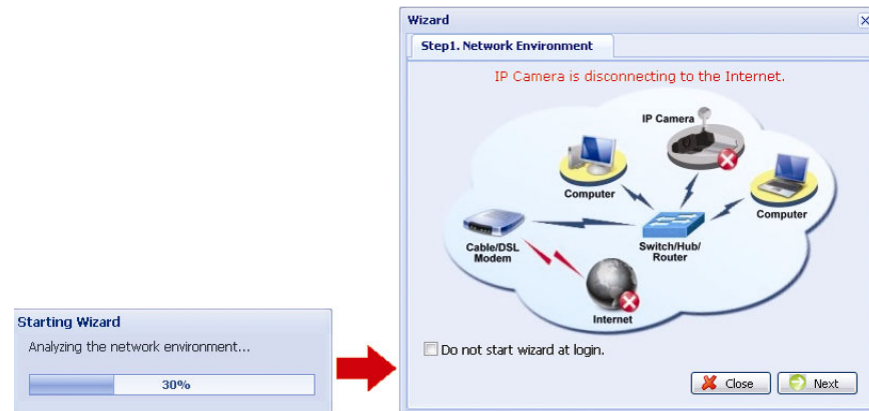 Starting Wizard
Analyzing the network environment...
30%
Wizard
Step1. Network Environment
IP Camera is disconnecting to the Internet.
IP Camera
Computer
Computer
Cable/DSL
Modem
Switch/Hub/
Router
Internet
Do not start wizard at login.
Close
Next